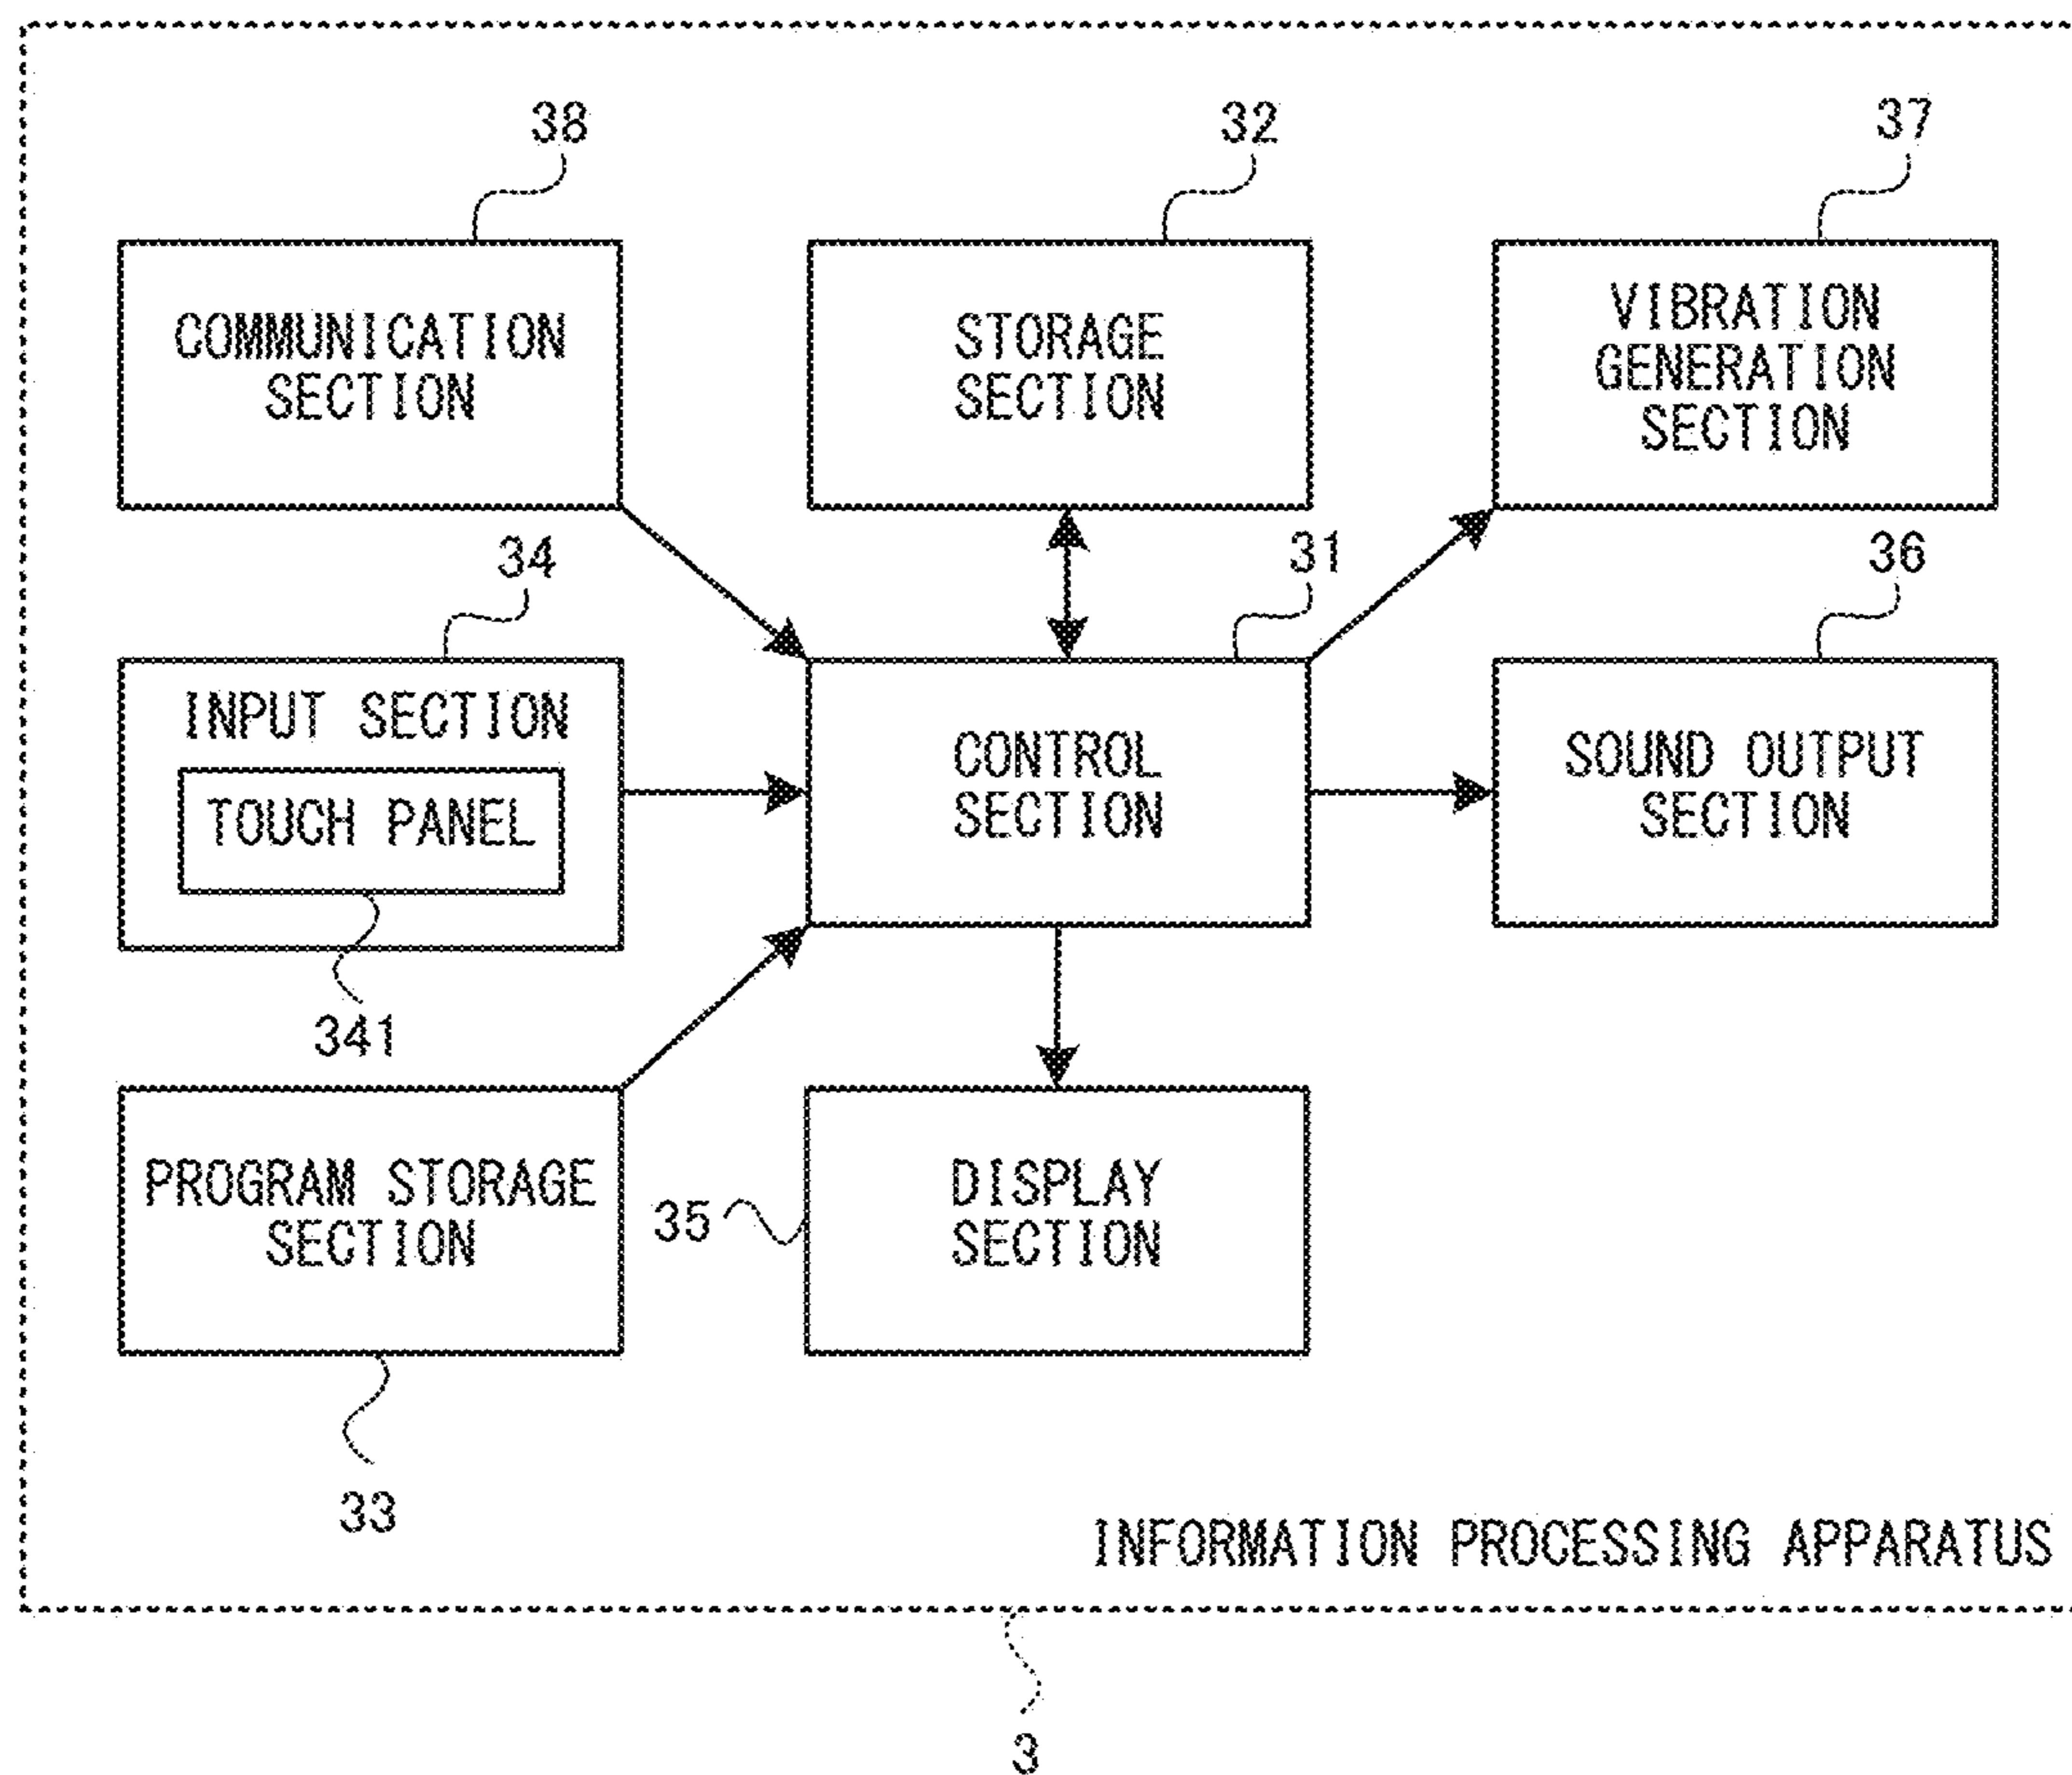 38
32
37
COMMUNICATION
SECTION
STORAGE
SECTION
VIBRATION
GENERATION
SECTION
34
31
36
INPUT SECTION
TOUCH PANEL
CONTROL
SECTION
SOUND OUTPUT
SECTION
341
PROGRAM STORAGE
SECTION
35
DISPLAY
SECTION
33
INFORMATION PROCESSING APPARATUS
3